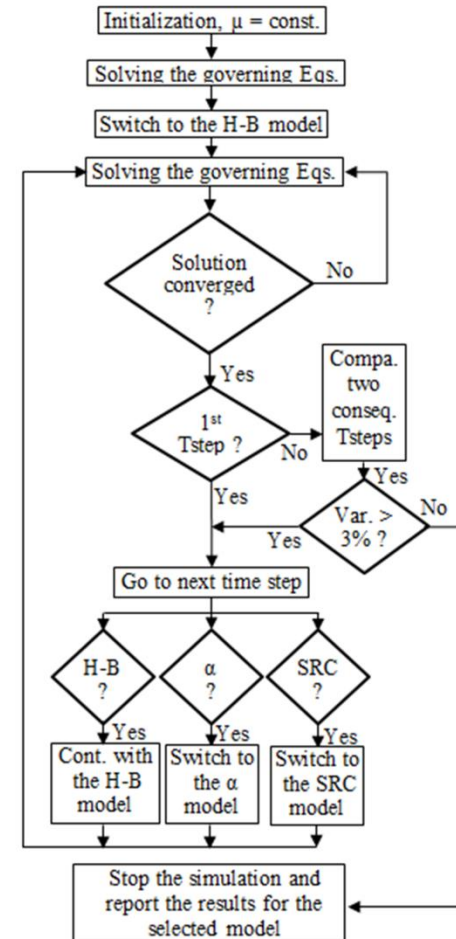 Initialization, μ = const.
Solving the governing Eqs.
Switch to the H-B model
Solving the governing Eqs.
Solution
converged
?
No
Yes
1st
Tstep ?
No
Compa.
two
conseq.
Tsteps
Yes
Yes
Var. >
3% ?
Yes
No
Go to next time step
H-B
?
α
?
SRC
?
Yes
Yes
Yes
Cont. with
the H-B
model
Switch to
the α
model
Switch to
the SRC
model
Stop the simulation and
report the results for the
selected model